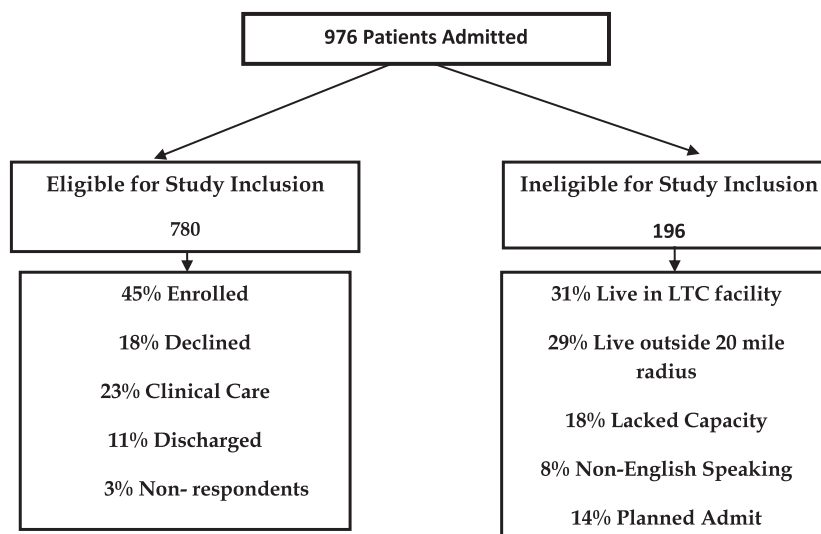 976 Patients Admitted
Eligible for Study Inclusion
780
45% Enrolled
18% Declined
23% Clinical Care
11% Discharged
3% Non- respondents
Ineligible for Study Inclusion
196
31% Live in LTC facility
29% Live outside 20 mile
radius
18% Lacked Capacity
8% Non-English Speaking
14% Planned Admit